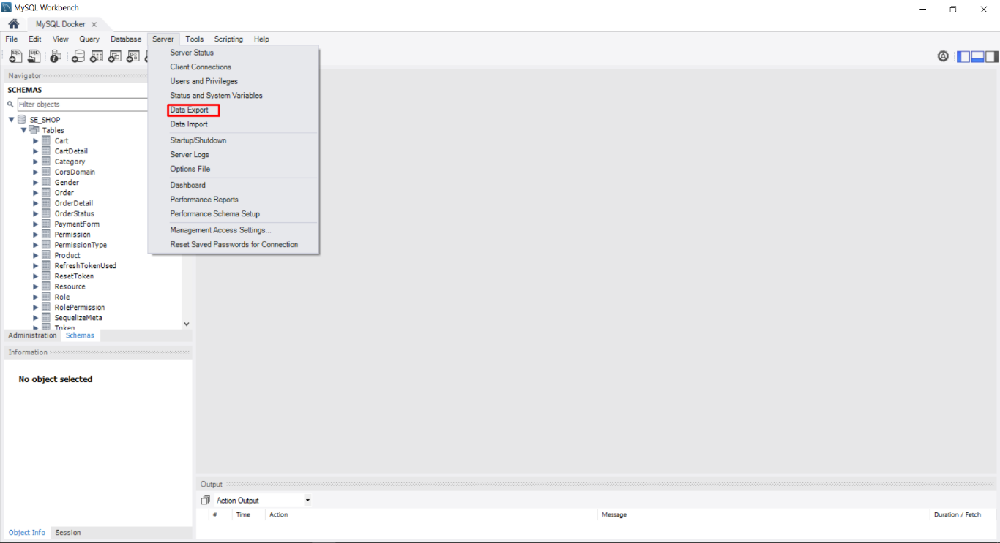 MySQL Workbench
MySQL Docker
File Edit View Query Database Server Tools Scripting Help
Server Status
Client Connections
Users and Privileges
Status and System Variables
Data Export
Data Import
Startup/Shutdown
Server Logs
Options File
Dashboard
Performance Reports
Performance Schema Setup
Management Access Settings...
Reset Saved Passwords for Connection
Navigator
SCHEMAS
Filter objects
SE_SHOP
Tables
Cart
CartDetail
Category
CorsDomain
Gender
Order
OrderDetail
OrderStatus
PaymentForm
Permission
PermissionType
Product
RefreshTokenUsed
ResetToken
Resource
Role
RolePermission
SequelizeMeta
Token
Administration Schemas
Information
No object selected
Object Info Session
Output
Action Output
# Time Action Message Duration / Fetch